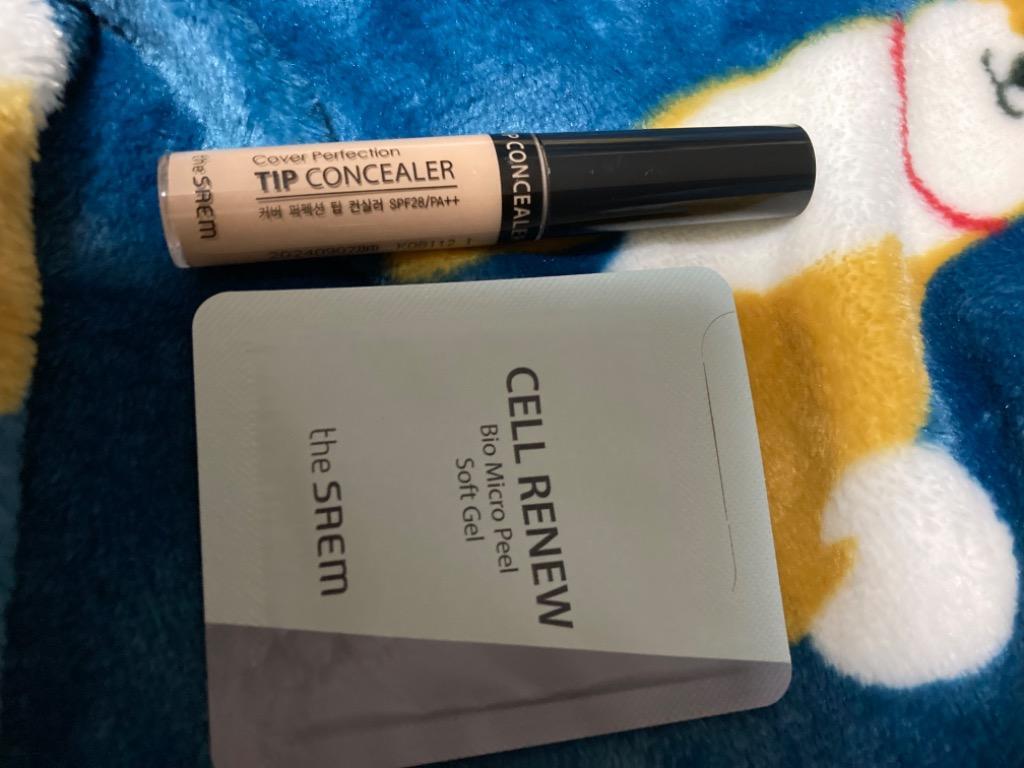 the SAEM
Cover Perfection
TIP CONCEALER
커버 퍼펙션 팁 컨실러 SPF28/PA++
P CONCEALE
CELL RENEW
Bio Micro Peel
Soft Gel
the SAEM